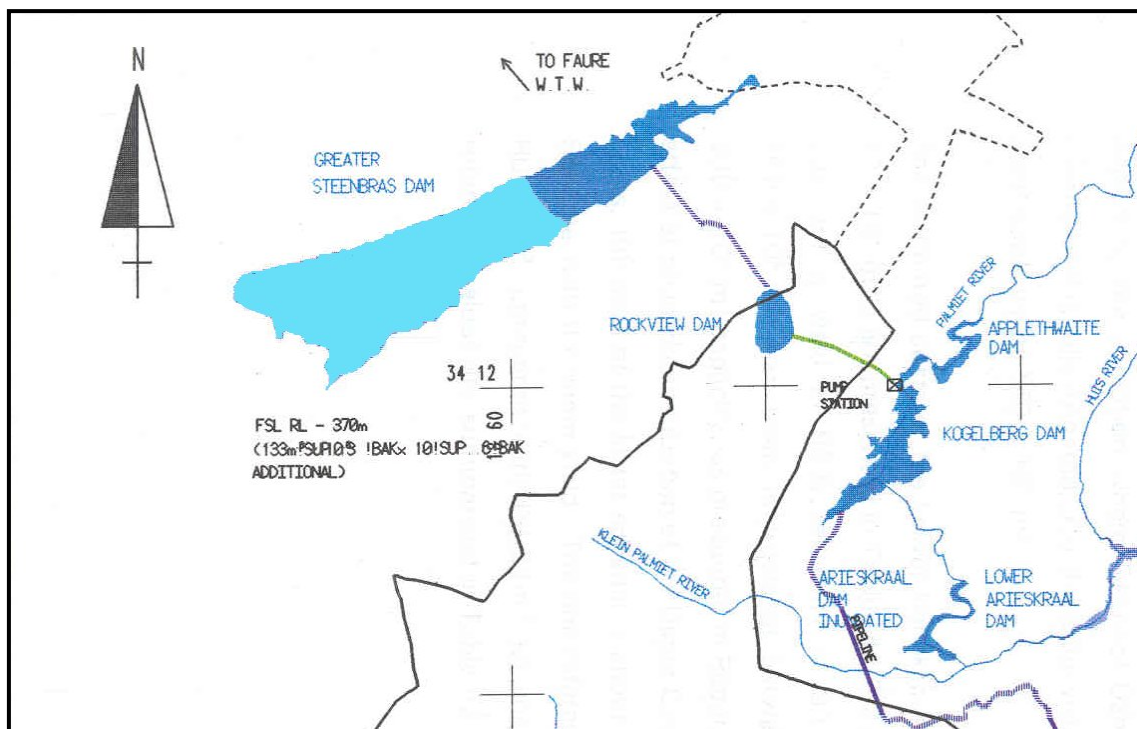 N
TO FAURE
W.T.W.
GREATER
STEENBRAS DAM
PALMIET RIVER
ROCKVIEW DAM
APPLETHWAITE
DAM
HUIS RIVER
34 12
PUMP
STATION
KOGELBERG DAM
FSL RL - 370m
60
ADDITIONAL)
KLEIN PALMIET RIVER
ARIESKRAAL
DAM
LOWER
ARIESKRAAL
DAM
PIPELINE